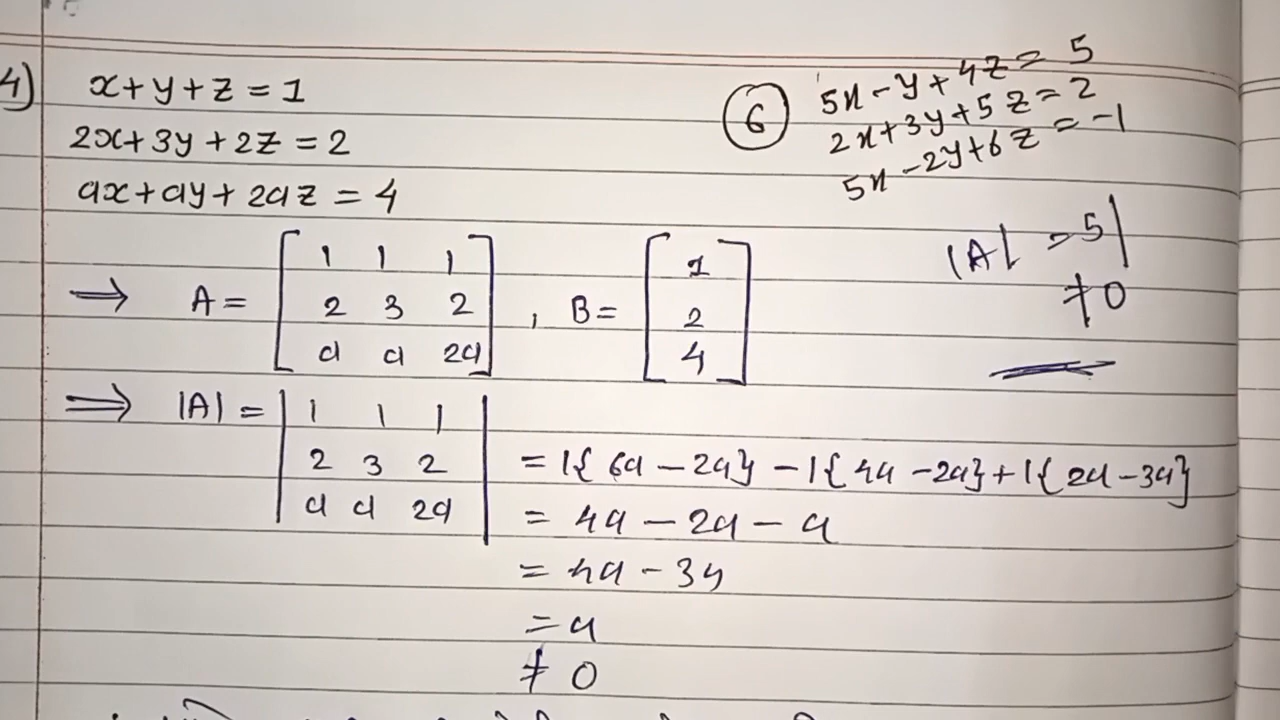 4) x+y+z = 1
2x+3y+2z = 2
ax+ay+2az = 4
⑥ 5x-y+4z = 5
2x+3y+5z = 2
5x-2y+6z = -1
|A| = 51
≠0
⇒ A = [ 1 1 1
2 3 2
a a 2a ] , B = [ 1
2
4 ]
⇒ |A| = | 1 1 1
2 3 2
a a 2a | = 1{6a - 2a} - 1{4a - 2a} + 1{2a - 3a}
= 4a - 2a - a
= 4a - 3a
= a
≠ 0